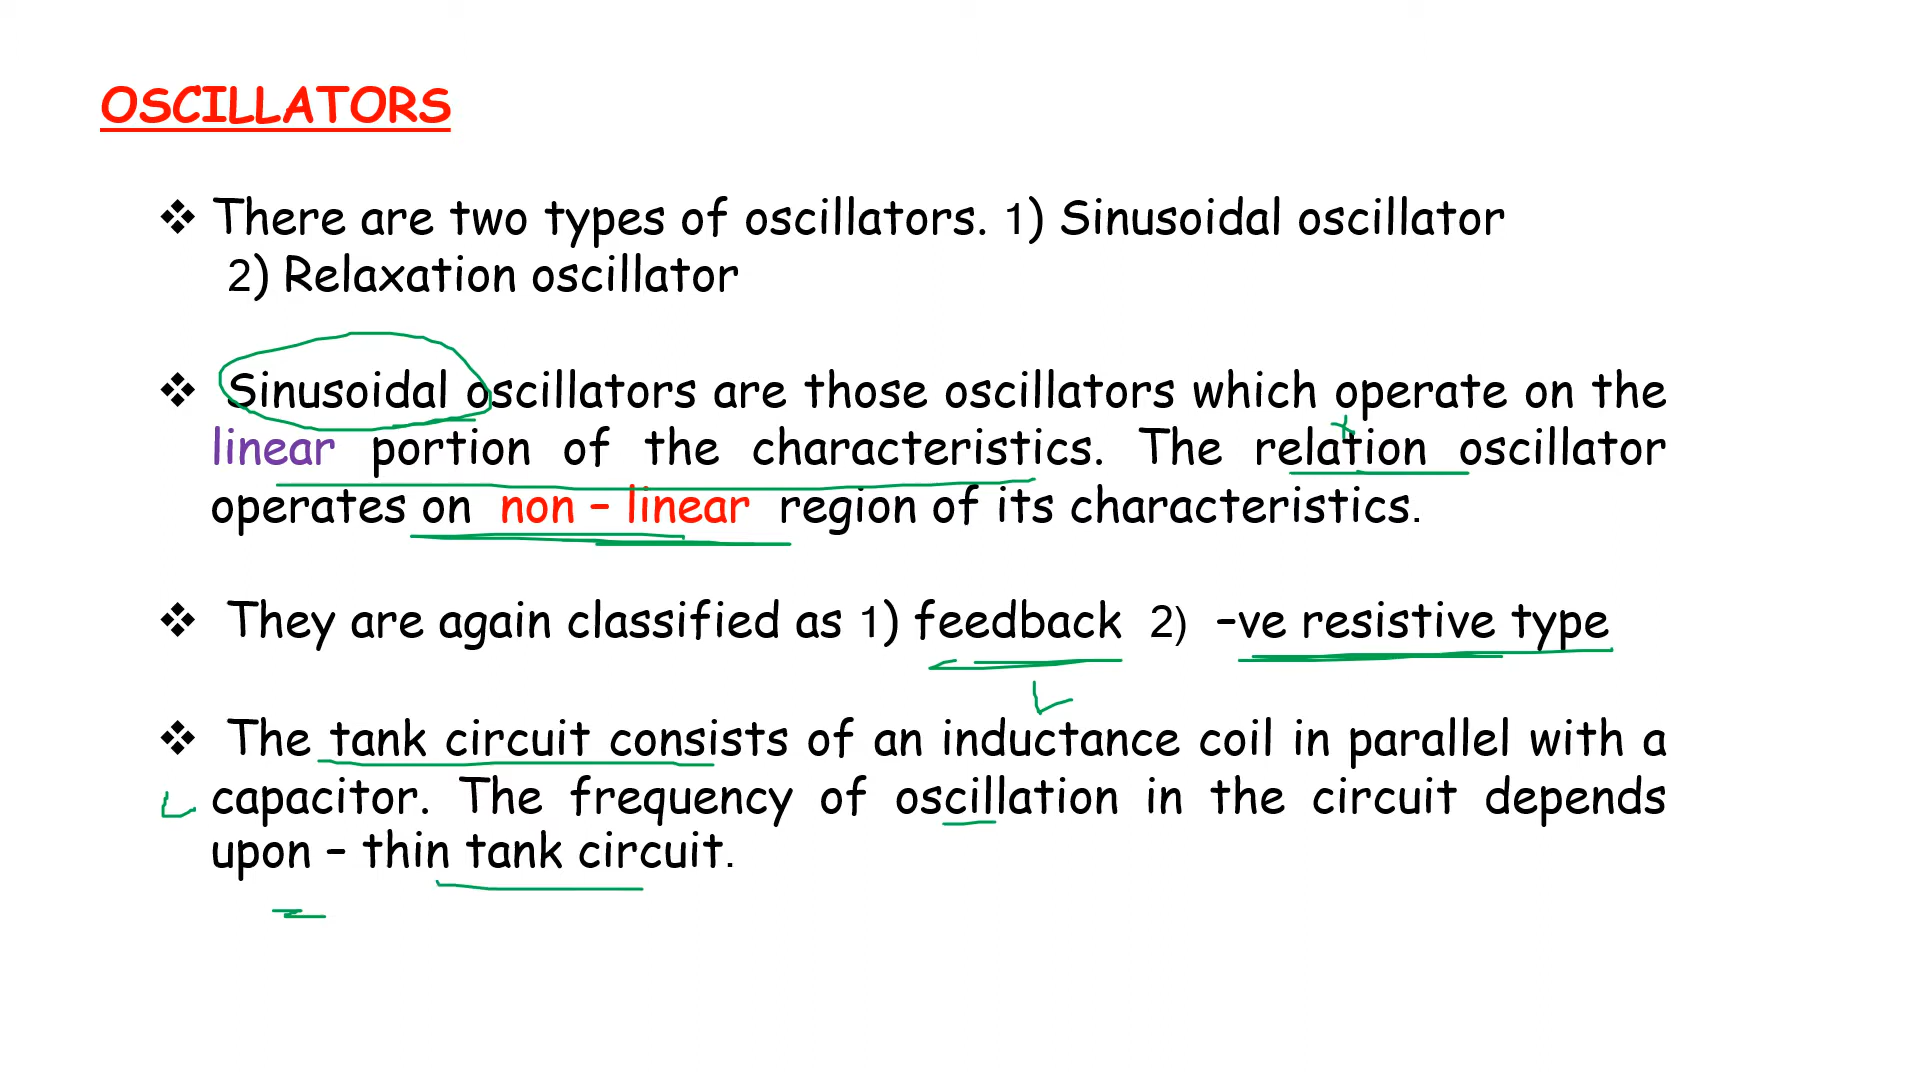 OSCILLATORS
❖ There are two types of oscillators. 1) Sinusoidal oscillator
2) Relaxation oscillator
❖ Sinusoidal oscillators are those oscillators which operate on the
linear portion of the characteristics. The relation oscillator
operates on non – linear region of its characteristics.
❖ They are again classified as 1) feedback 2) –ve resistive type
❖ The tank circuit consists of an inductance coil in parallel with a
capacitor. The frequency of oscillation in the circuit depends
upon – thin tank circuit.